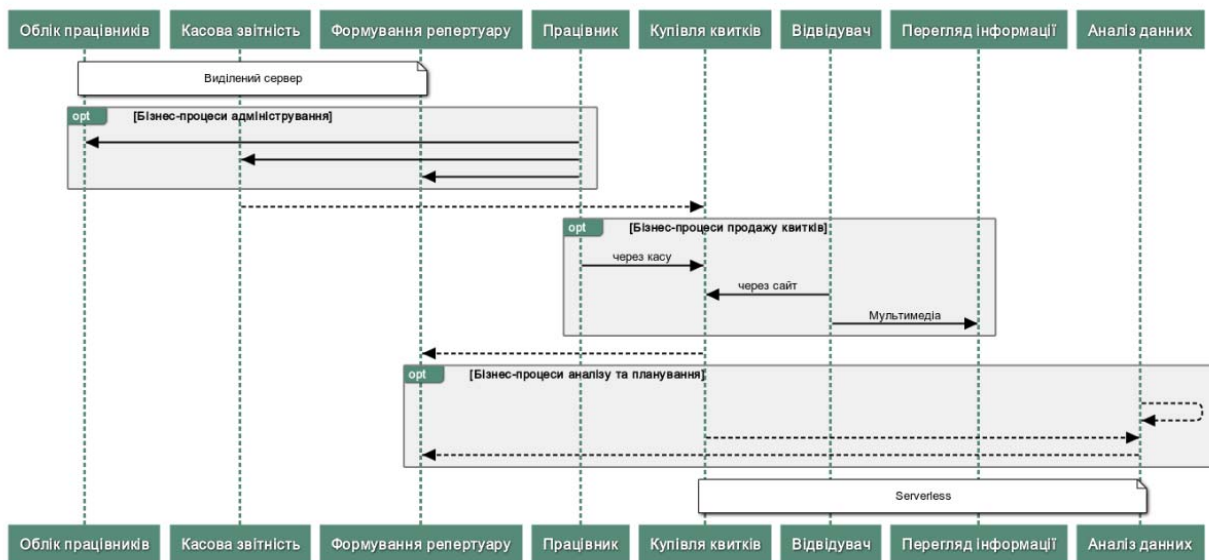 Облік працівників
Касова звітність
Формування репертуару
Працівник
Купівля квитків
Відвідувач
Перегляд інформації
Аналіз данних
Виділений сервер
opt [Бізнес-процеси адміністрування]
opt [Бізнес-процеси продажу квитків]
через касу
через сайт
Мультимедіа
opt [Бізнес-процеси аналізу та планування]
Serverless
Облік працівників
Касова звітність
Формування репертуару
Працівник
Купівля квитків
Відвідувач
Перегляд інформації
Аналіз данних